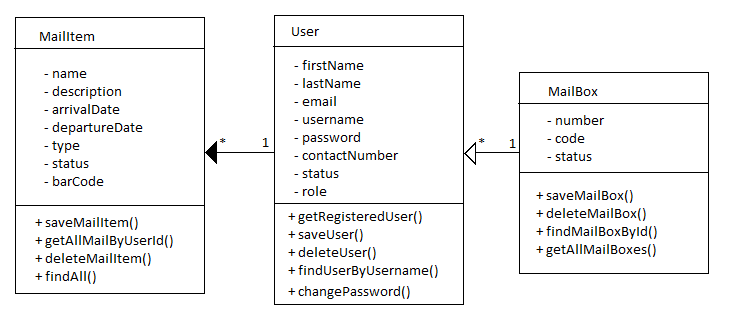 MailItem
- name
- description
- arrivalDate
- departureDate
- type
- status
- barCode
+ saveMailItem()
+ getAllMailByUserId()
+ deleteMailItem()
+ findAll()
* 1
User
- firstName
- lastName
- email
- username
- password
- contactNumber
- status
- role
+ getRegisteredUser()
+ saveUser()
+ deleteUser()
+ findUserByUsername()
+ changePassword()
* 1
MailBox
- number
- code
- status
+ saveMailBox()
+ deleteMailBox()
+ findMailBoxById()
+ getAllMailBoxes()